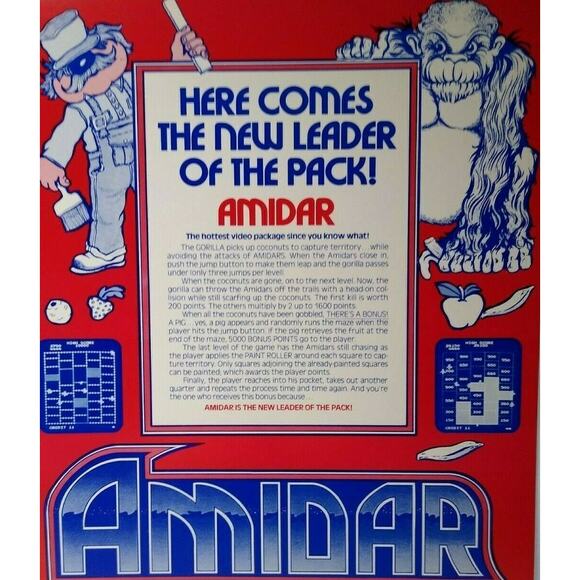 HERE COMES
THE NEW LEADER
OF THE PACK!
AMIDAR
The hottest video package since you know what!
The GORILLA picks up coconuts to capture territory...while
avoiding the attacks of AMIDARS. When the Amidars close in,
push the jump button to make them leap and the gorilla passes
under (only three jumps per level).
When the coconuts are gone, on to the next level. Now, the
gorilla can throw the Amidars off the trails with a head on col-
lision while still scarfing up the coconuts. The first kill is worth
200 points. The others multiply by 2 up to 1600 points.
When all coconuts have been gobbled, THERE'S A BONUS!
A PIG...yes, a pig appears and randomly runs the maze when the
player hits the jump button. If the pig retrieves the fruit at the
end of the maze, 5000 BONUS POINTS go to the player.
The last level of the game has the Amidars still chasing as
the player applies the PAINT ROLLER around each square to cap-
ture territory. Only squares adjoining the already-painted squares
can be painted, which awards the player points.
Finally, the player reaches into his pocket, takes out another
quarter and repeats the process time and time again. And you're
the one who receives this bonus because...
AMIDAR IS THE NEW LEADER OF THE PACK!
HIGH SCORE
CREDIT
HIGH SCORE
CREDIT
AMIDAR